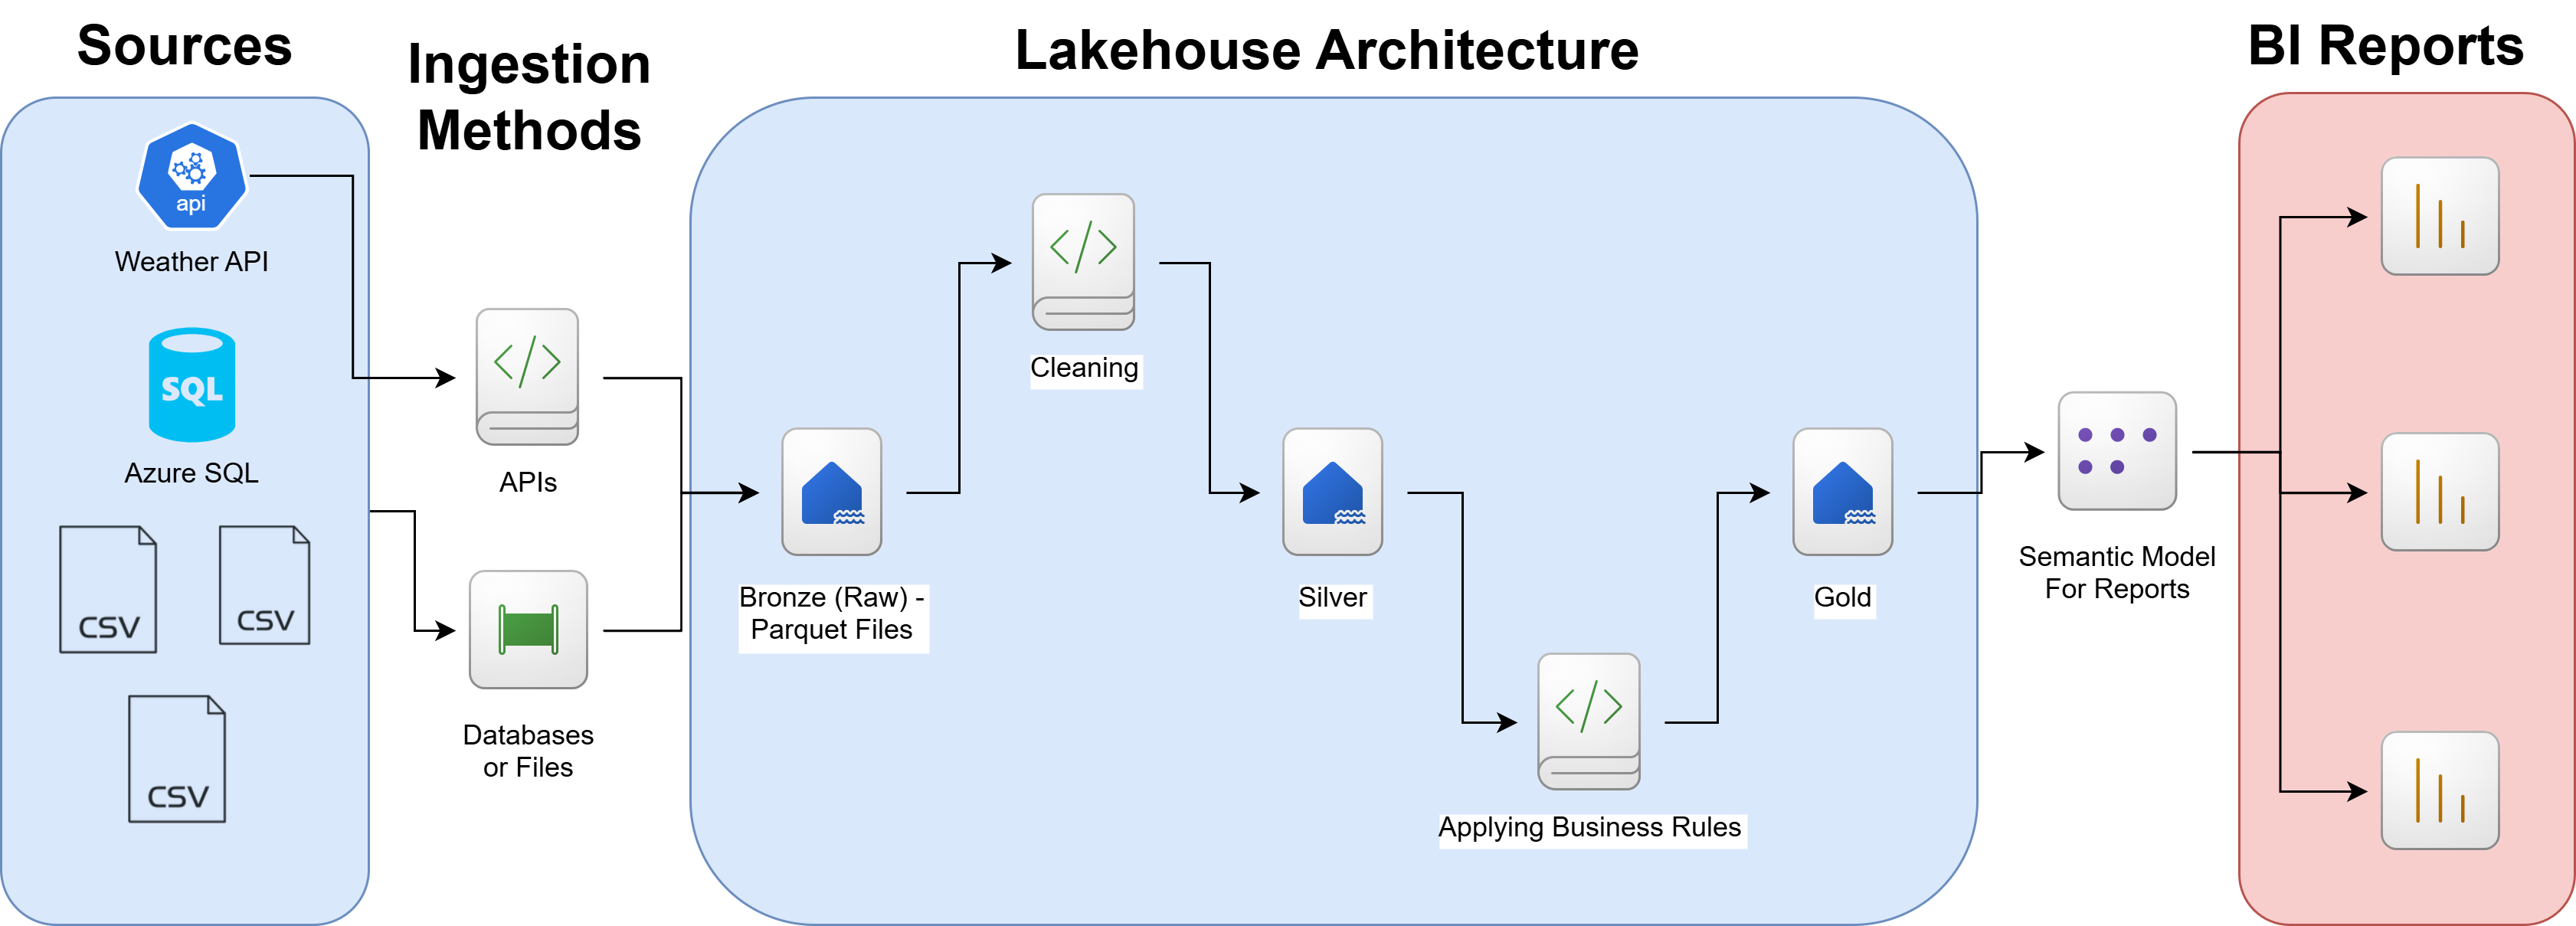 Sources
Ingestion
Methods
Lakehouse Architecture
BI Reports
api
Weather API
SQL
Azure SQL
CSV
CSV
CSV
APIs
Databases
or Files
Bronze (Raw) -
Parquet Files
Cleaning
Silver
Applying Business Rules
Gold
Semantic Model
For Reports